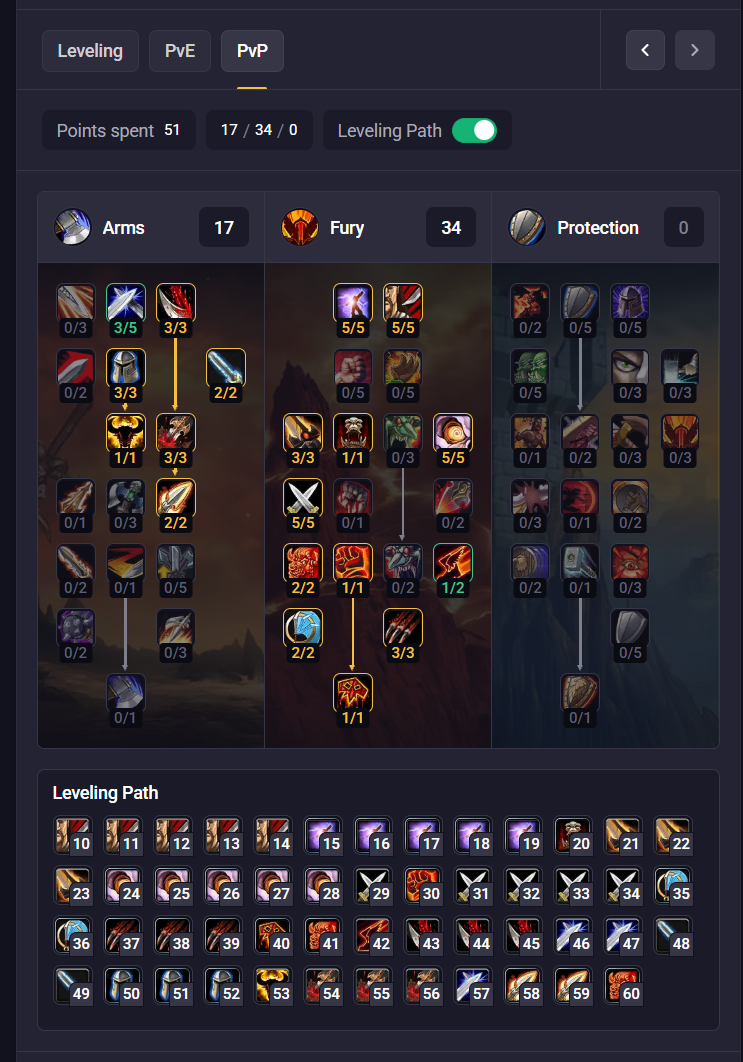 Leveling PvE PvP
Points spent 51 17 / 34 / 0 Leveling Path
Arms 17 Fury 34 Protection 0
0/3 3/5 3/3 5/5 5/5 0/2 0/5 0/5
0/2 3/3 2/2 0/5 0/5 0/5 0/3 0/3
1/1 3/3 3/3 1/1 0/3 5/5 0/1 0/2 0/3 0/3
0/1 0/3 2/2 5/5 0/1 0/2 0/3 0/1 0/2
0/2 0/1 0/5 2/2 1/1 0/2 1/2 0/2 0/1 0/3
0/2 0/3 2/2 3/3 0/5
0/1 1/1 0/1
Leveling Path
10 11 12 13 14 15 16 17 18 19 20 21 22
23 24 25 26 27 28 29 30 31 32 33 34 35
36 37 38 39 40 41 42 43 44 45 46 47 48
49 50 51 52 53 54 55 56 57 58 59 60